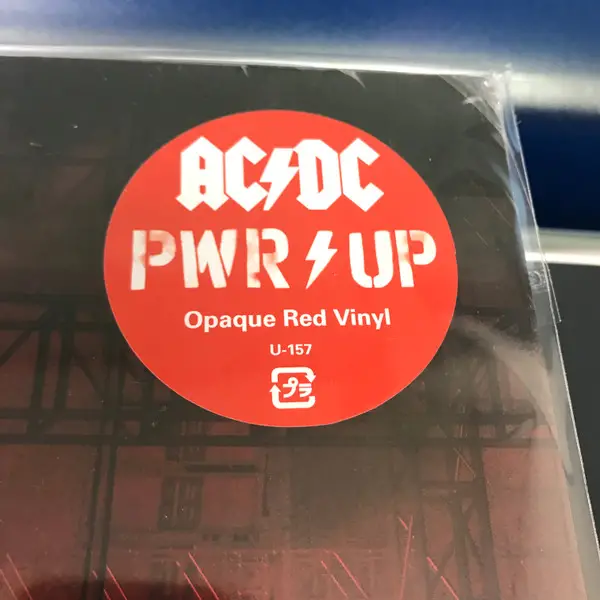 AC⚡DC
PWR⚡UP
Opaque Red Vinyl
U-157
プラ